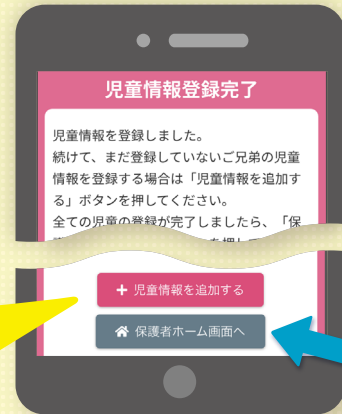 児童情報登録完了
児童情報を登録しました。
続けて、まだ登録していないご兄弟の児童
情報を登録する場合は「児童情報を追加す
る」ボタンを押してください。
全ての児童の登録が完了しましたら、「保
児童情報を追加する
保護者ホーム画面へ